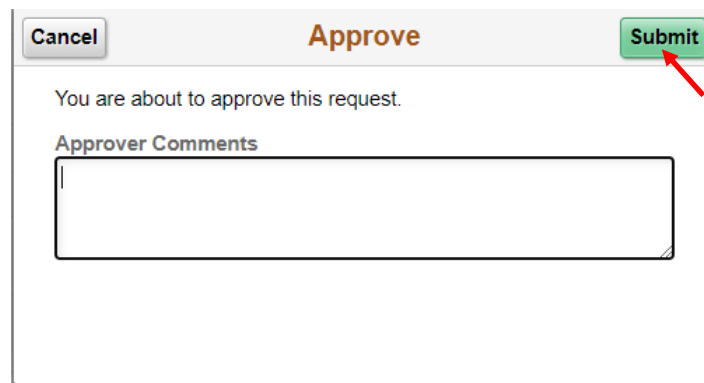 Cancel Approve Submit
You are about to approve this request.
Approver Comments